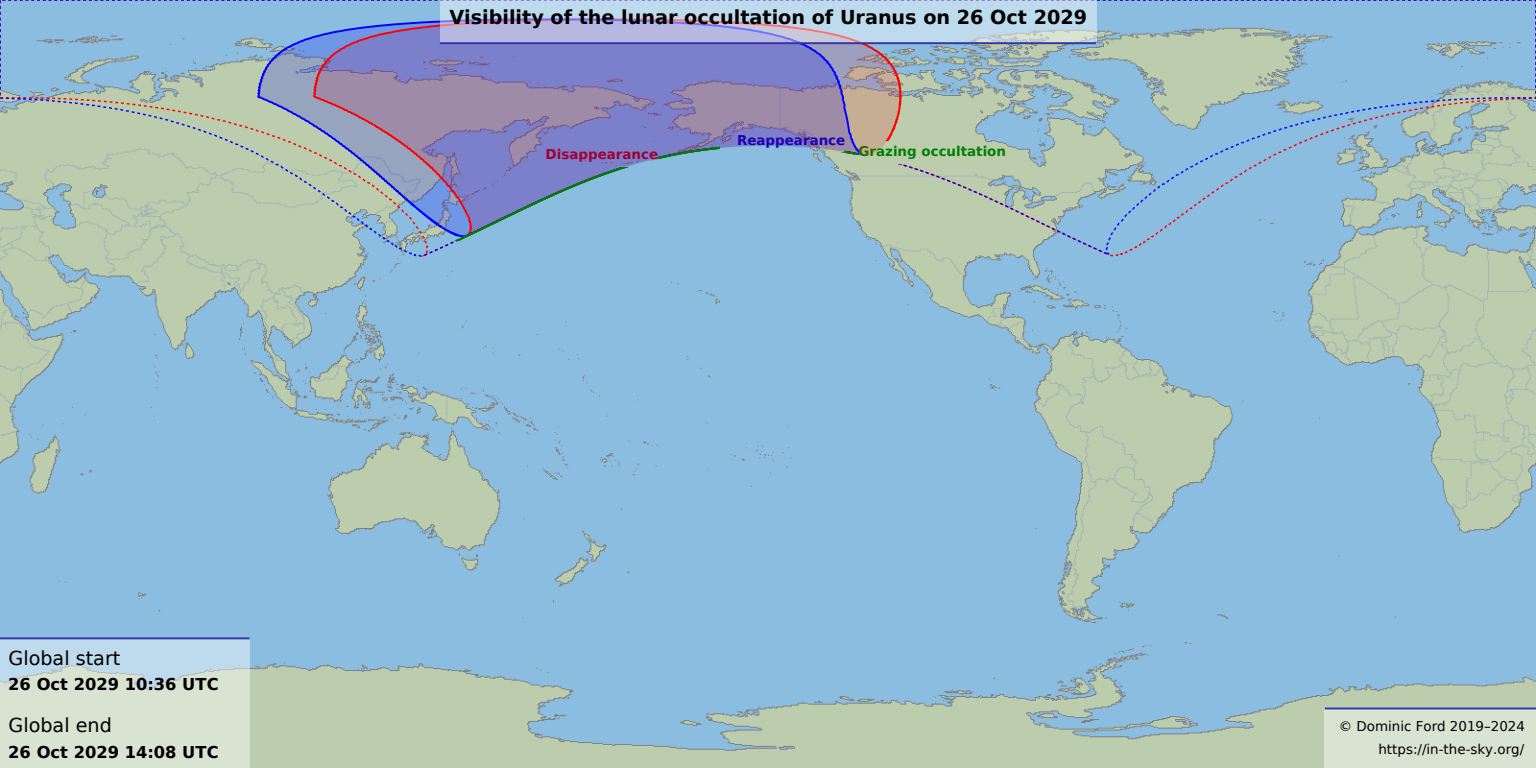 Visibility of the lunar occultation of Uranus on 26 Oct 2029
Reappearance
Disappearance
Grazing occultation
Global start
26 Oct 2029 10:36 UTC
Global end
26 Oct 2029 14:08 UTC
© Dominic Ford 2019–2024
https://in-the-sky.org/